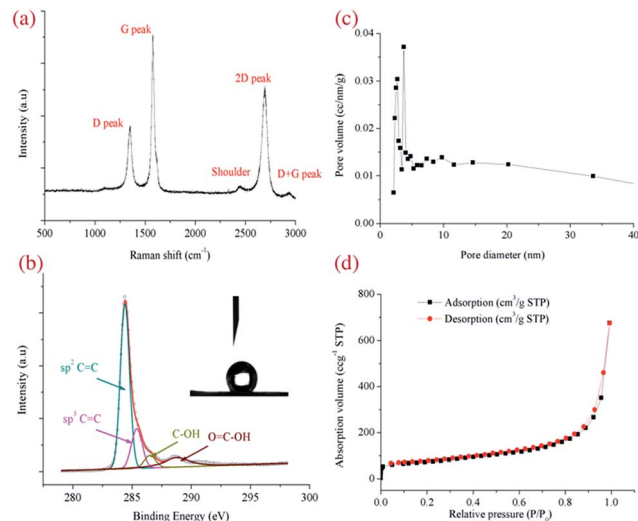 (a)
G peak
2D peak
D peak
Shoulder
D+G peak
Intensity (a.u)
500 1000 1500 2000 2500 3000
Raman shift (cm⁻¹)
(c)
0.04
0.03
0.02
0.01
0.00
Pore volume (cc/nm/g)
0 10 20 30 40
Pore diameter (nm)
(b)
sp² C=C
sp³ C=C
C-OH
O=C-OH
Intensity (a.u)
275 280 285 290 295 300
Binding Energy (eV)
(d)
800
600
400
200
0
Adsorption (cm³/g STP)
Desorption (cm³/g STP)
Absorption volume (ccg⁻¹ STP)
0.0 0.2 0.4 0.6 0.8 1.0
Relative pressure (P/P₀)